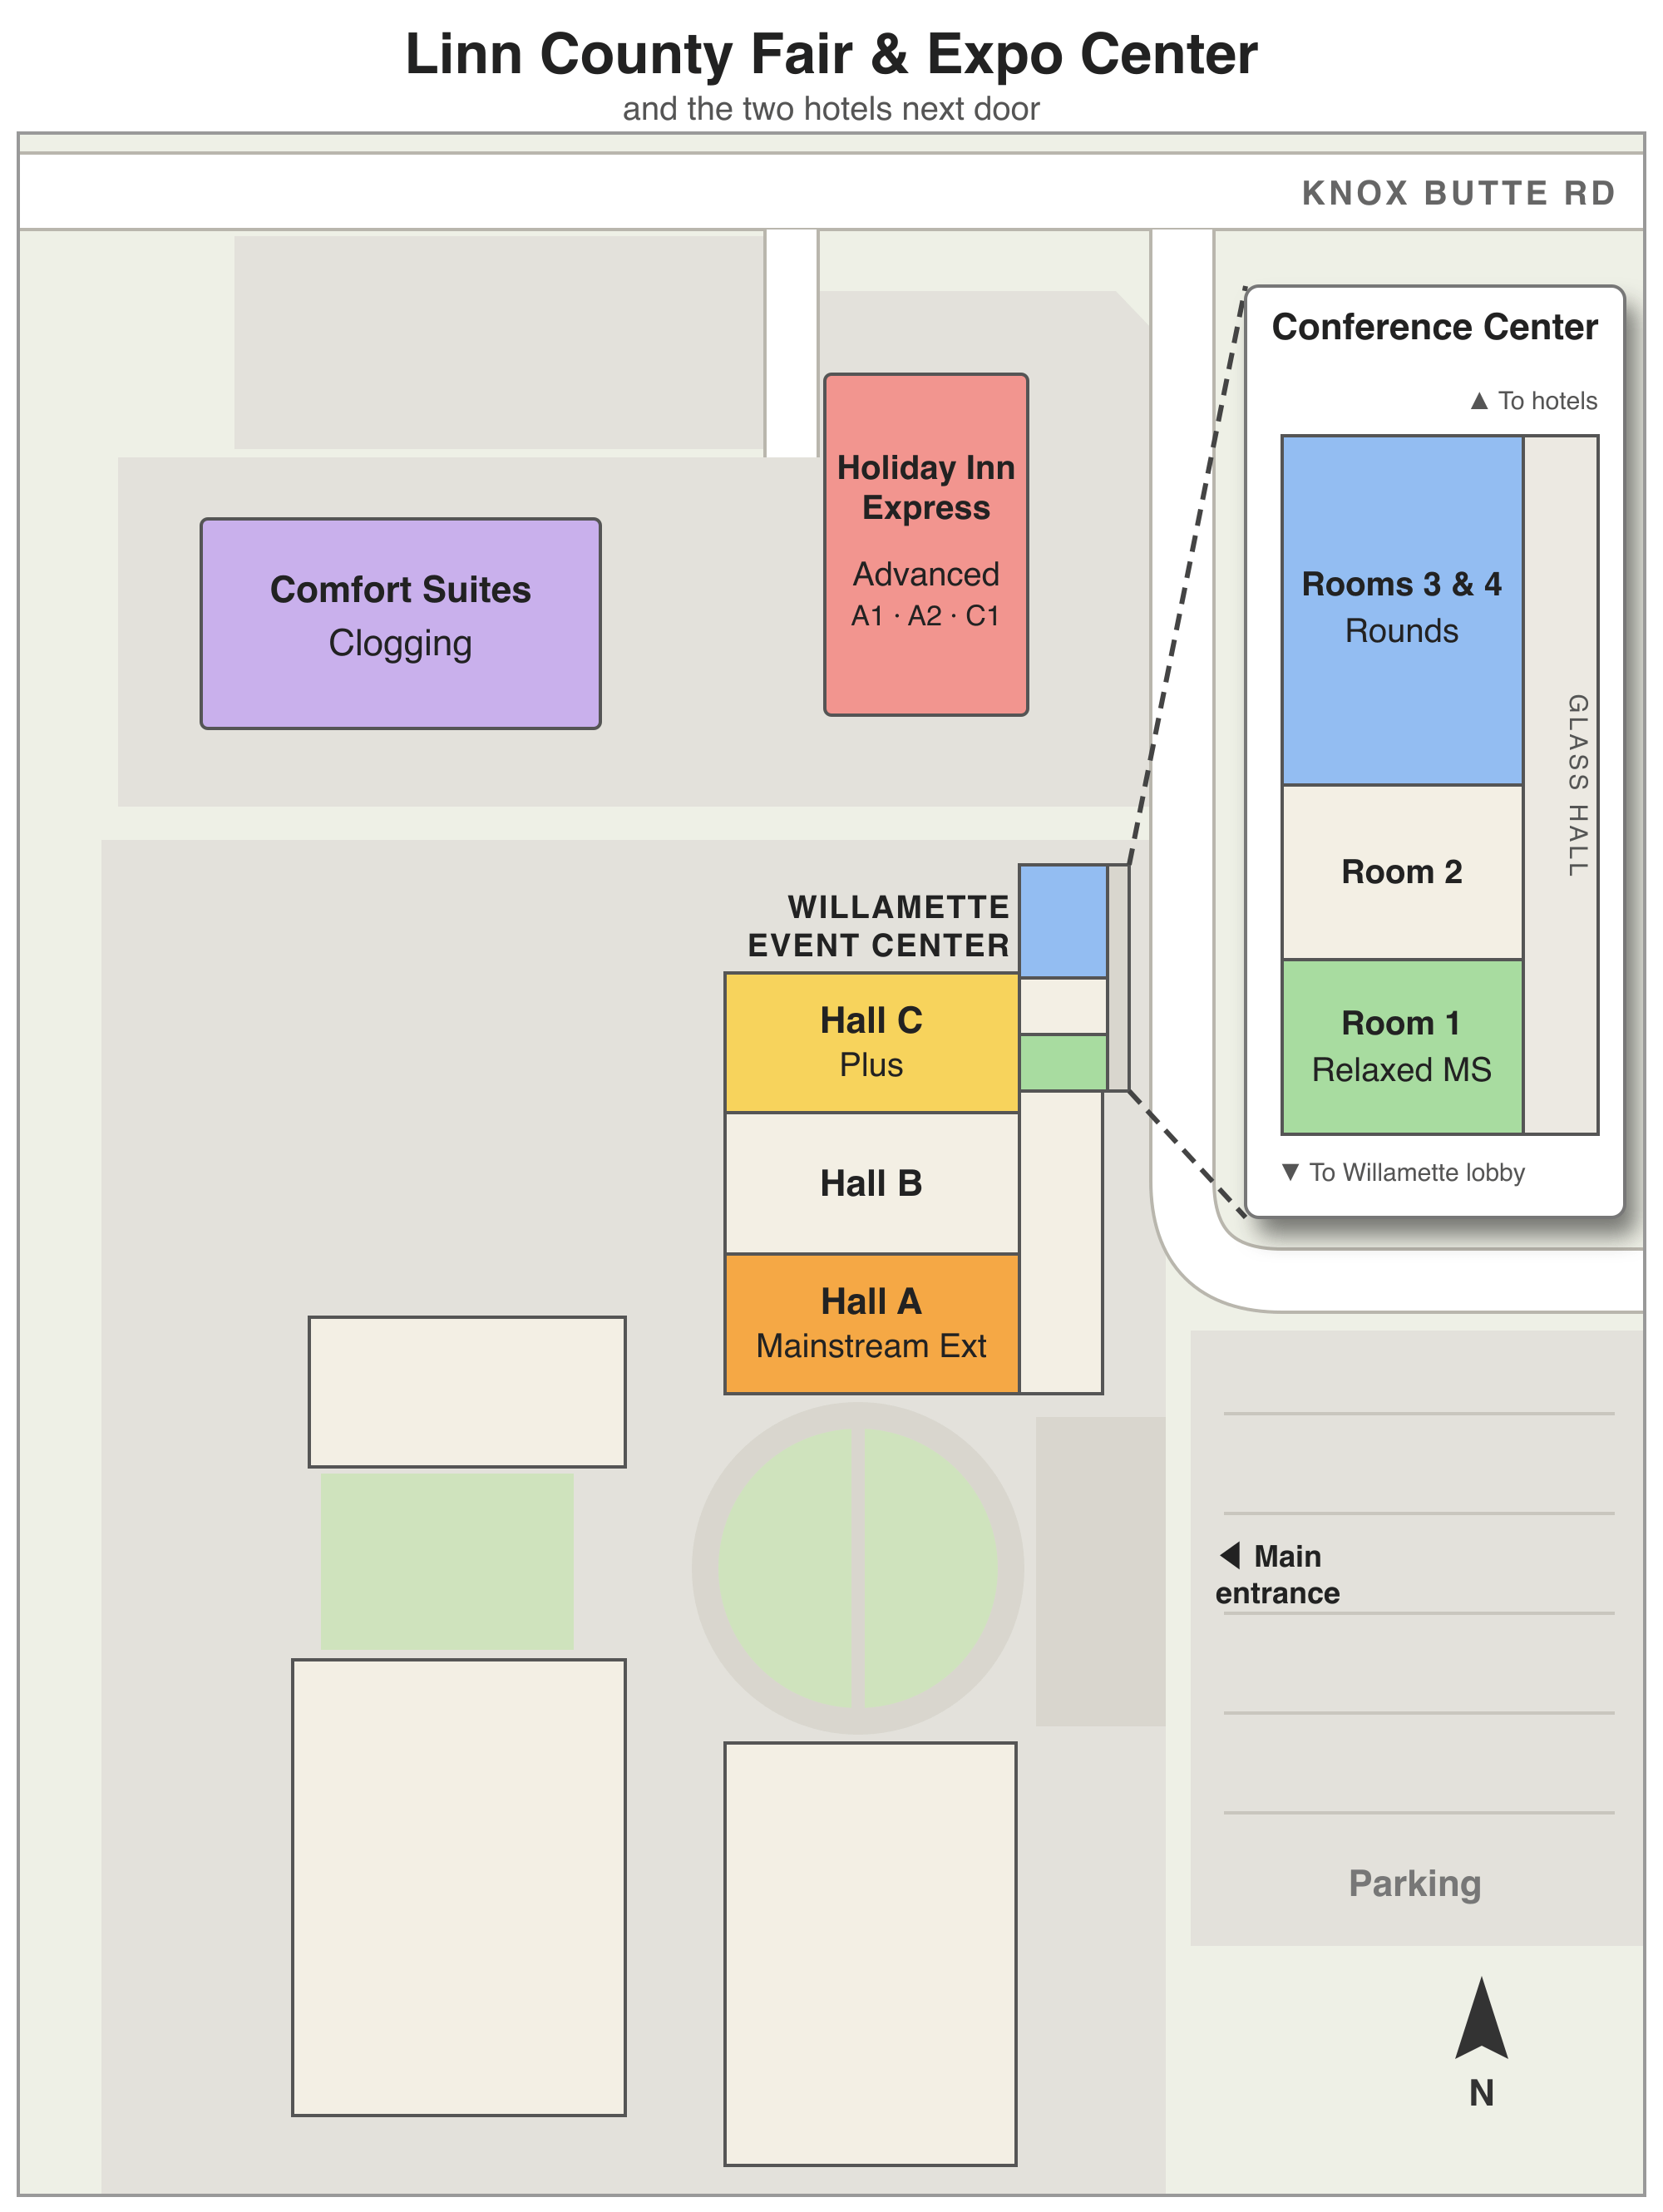 Linn County Fair & Expo Center
and the two hotels next door
KNOX BUTTE RD
Conference Center
▲ To hotels
Rooms 3 & 4
Rounds
Room 2
Room 1
Relaxed MS
GLASS HALL
▼ To Willamette lobby
Holiday Inn
Express
Advanced
A1 · A2 · C1
Comfort Suites
Clogging
WILLAMETTE
EVENT CENTER
Hall C
Plus
Hall B
Hall A
Mainstream Ext
◀ Main
entrance
Parking
N